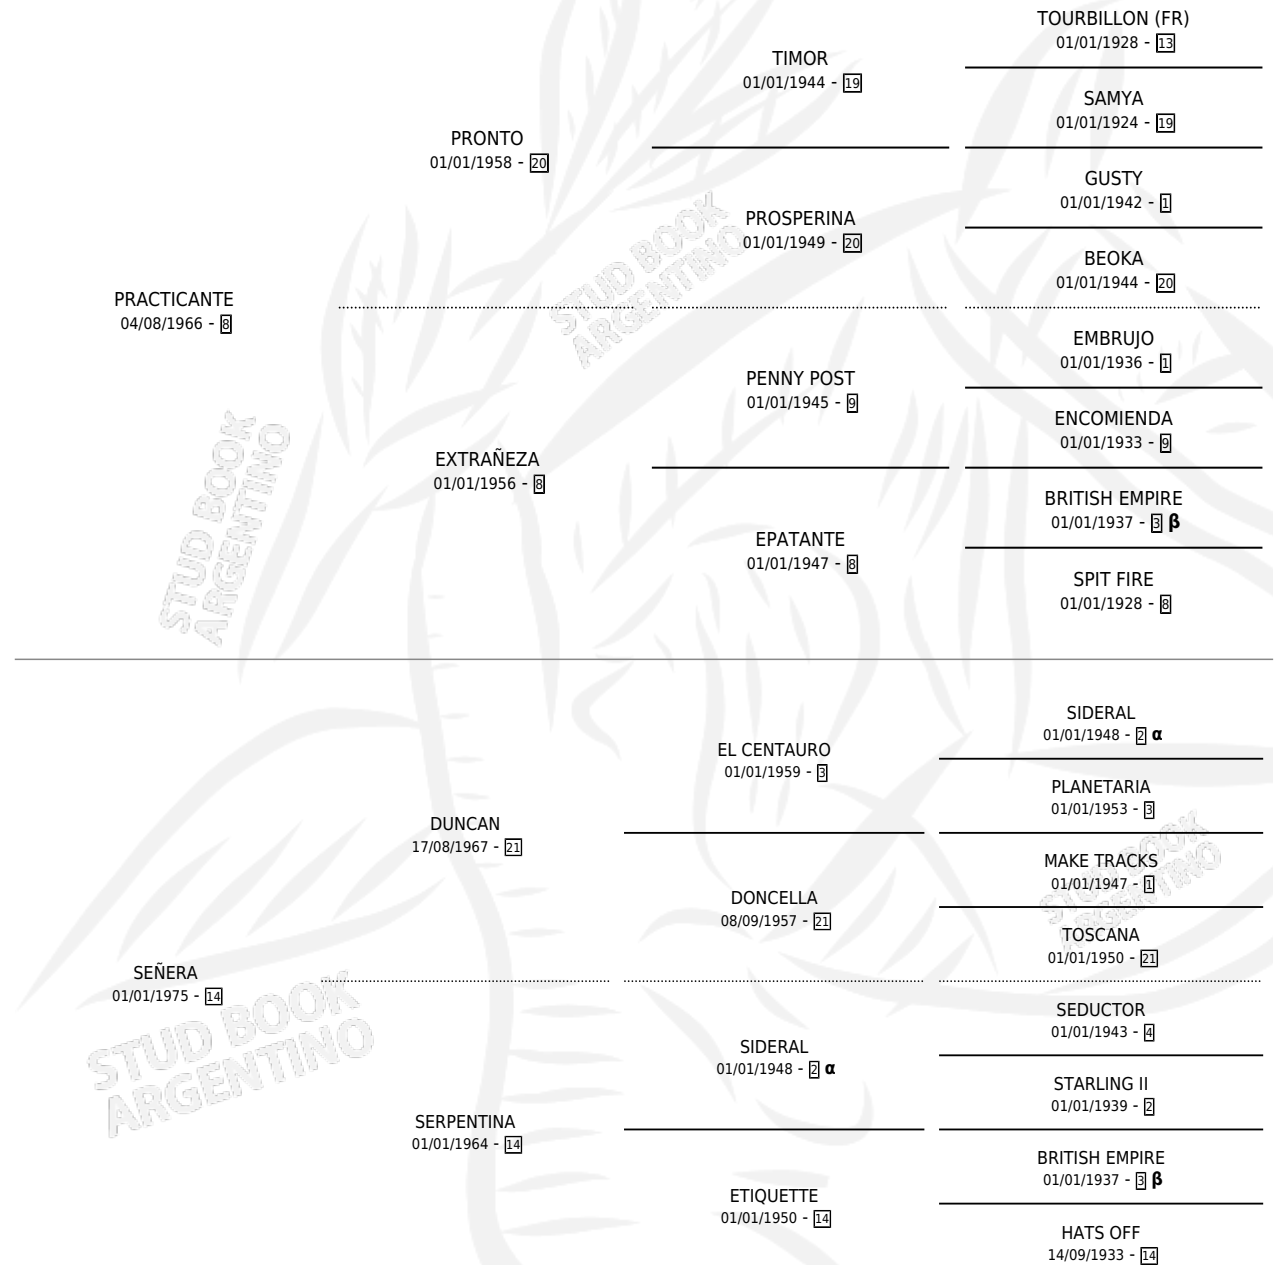 TOURBILLON (FR)
01/01/1928 - 13
TIMOR
01/01/1944 - 19
SAMYA
01/01/1924 - 19
PRONTO
01/01/1958 - 20
GUSTY
01/01/1942 - 1
PROSPERINA
01/01/1949 - 20
BEOKA
01/01/1944 - 20
PRACTICANTE
04/08/1966 - 8
EMBRUJO
01/01/1936 - 1
PENNY POST
01/01/1945 - 9
ENCOMIENDA
01/01/1933 - 9
EXTRAÑEZA
01/01/1956 - 8
BRITISH EMPIRE
01/01/1937 - 3 β
EPATANTE
01/01/1947 - 8
SPIT FIRE
01/01/1928 - 8
SIDERAL
01/01/1948 - 2 α
EL CENTAURO
01/01/1959 - 3
PLANETARIA
01/01/1953 - 3
DUNCAN
17/08/1967 - 21
MAKE TRACKS
01/01/1947 - 1
DONCELLA
08/09/1957 - 21
TOSCANA
01/01/1950 - 21
SEÑERA
01/01/1975 - 14
SEDUCTOR
01/01/1943 - 4
SIDERAL
01/01/1948 - 2 α
STARLING II
01/01/1939 - 2
SERPENTINA
01/01/1964 - 14
BRITISH EMPIRE
01/01/1937 - 3 β
ETIQUETTE
01/01/1950 - 14
HATS OFF
14/09/1933 - 14
STUD BOOK
ARGENTINO
STUD BOOK
ARGENTINO
STUD BOOK
ARGENTINO
STUD BOOK
ARGENTINO